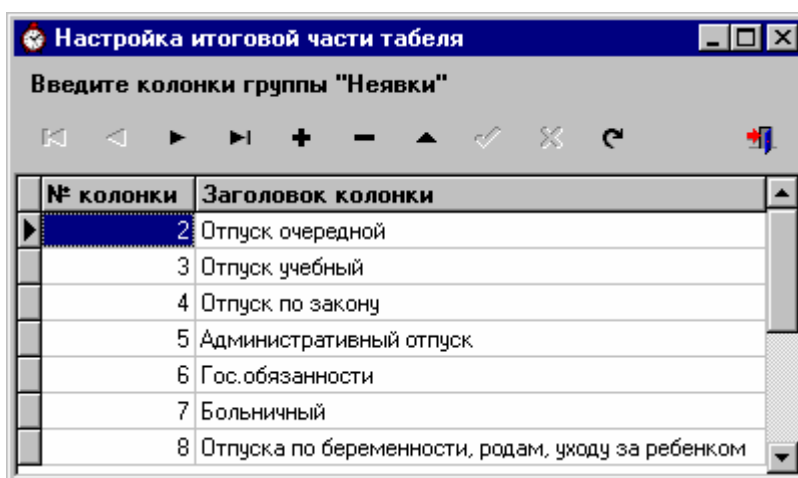 Настройка итоговой части табеля
Введите колонки группы "Неявки"
№ колонки Заголовок колонки
2 Отпуск очередной
3 Отпуск учебный
4 Отпуск по закону
5 Административный отпуск
6 Гос.обязанности
7 Больничный
8 Отпуска по беременности, родам, уходу за ребенком